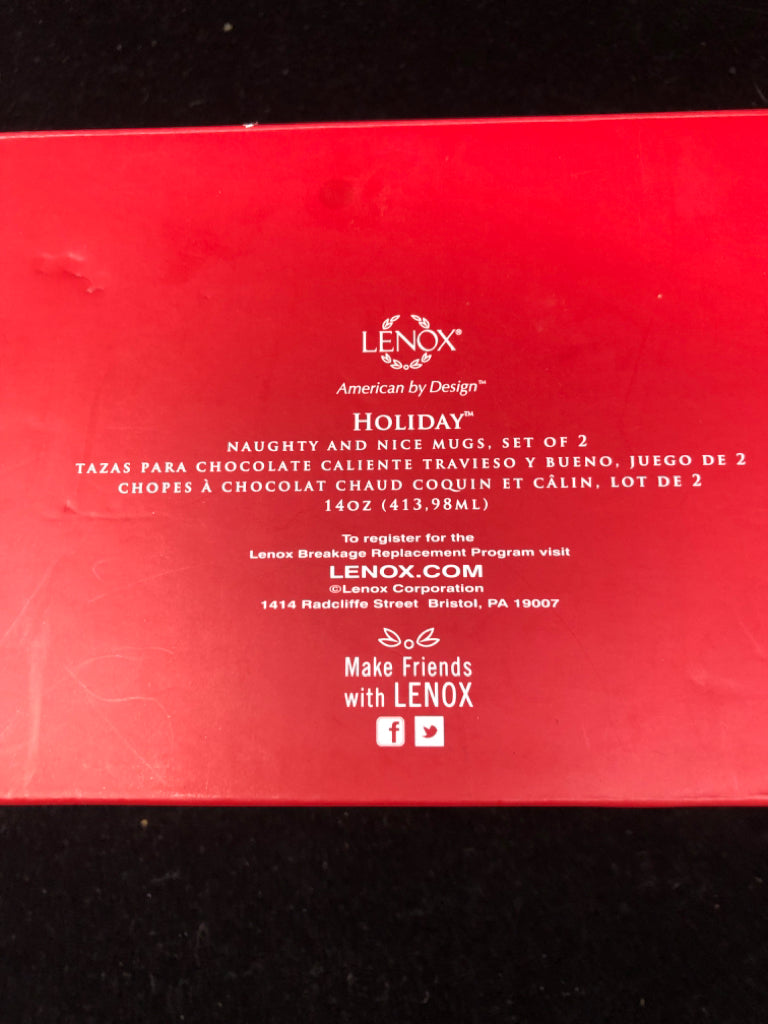 LENOX®
American by Design™
HOLIDAY™
NAUGHTY AND NICE MUGS, SET OF 2
TAZAS PARA CHOCOLATE CALIENTE TRAVIESO Y BUENO, JUEGO DE 2
CHOPES À CHOCOLAT CHAUD COQUIN ET CÂLIN, LOT DE 2
14OZ (413,98ML)
To register for the
Lenox Breakage Replacement Program visit
LENOX.COM
©Lenox Corporation
1414 Radcliffe Street Bristol, PA 19007
Make Friends
with LENOX
f